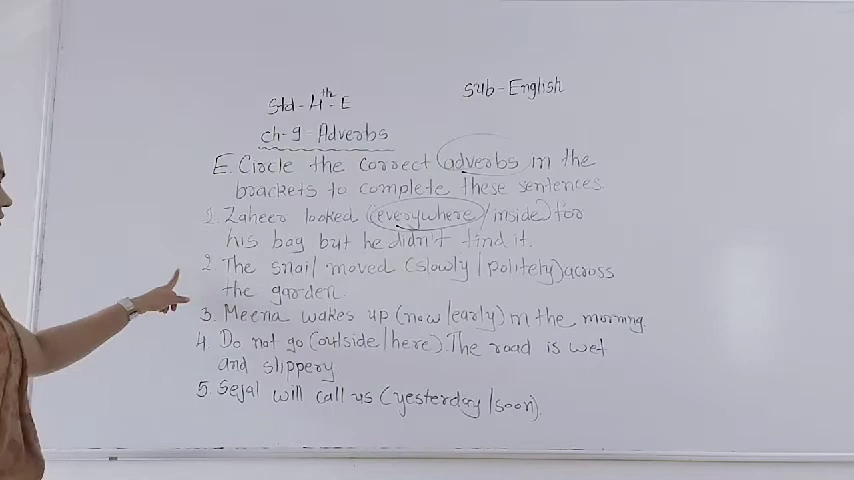 Std - 4th - E
Sub - English
ch - 9 - Adverbs
E. Circle the correct adverbs in the
brackets to complete these sentences.
1. Zaheer looked (everywhere/inside) for
his bag but he didn't find it.
2. The snail moved (slowly/politely) across
the garden.
3. Meena wakes up (now/early) in the morning.
4. Do not go (outside/here). The road is wet
and slippery
5. Sejal will call us (yesterday/soon).